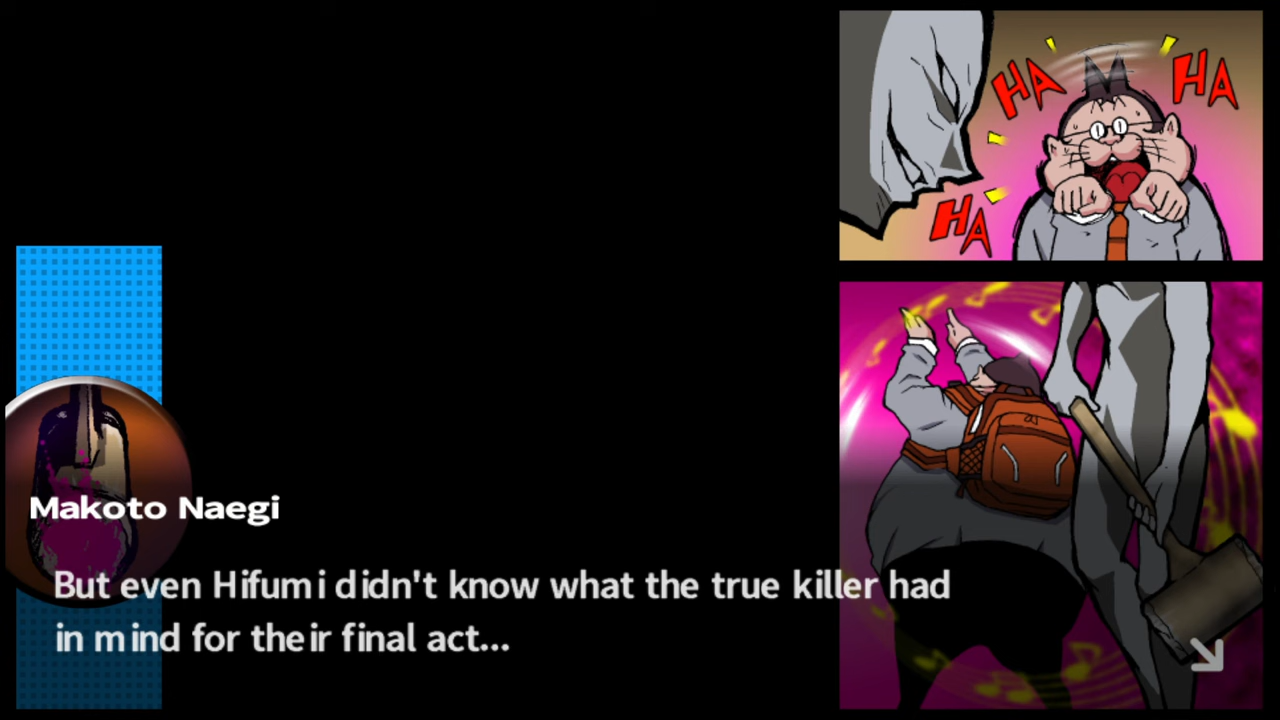 HA HA
HA
Makoto Naegi
But even Hifumi didn't know what the true killer had
in mind for their final act...